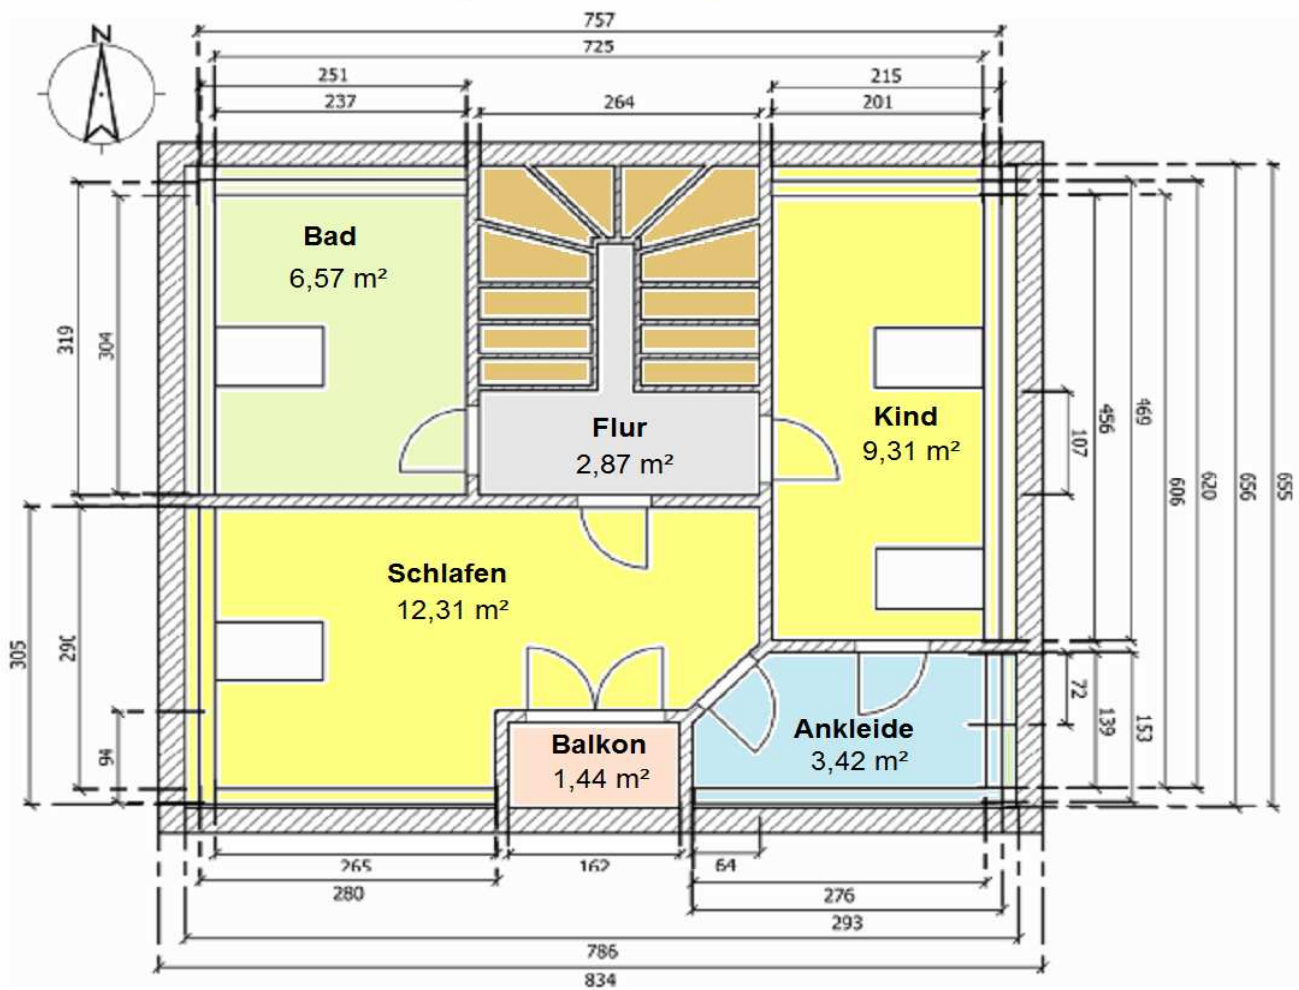 757
N
725
251
215
237
264
201
Bad
6,57 m²
319
304
Flur
2,87 m²
Kind
9,31 m²
107
456
469
606
620
656
655
Schlafen
12,31 m²
305
290
94
Balkon
1,44 m²
Ankleide
3,42 m²
72
139
153
265
162
64
280
276
293
786
834